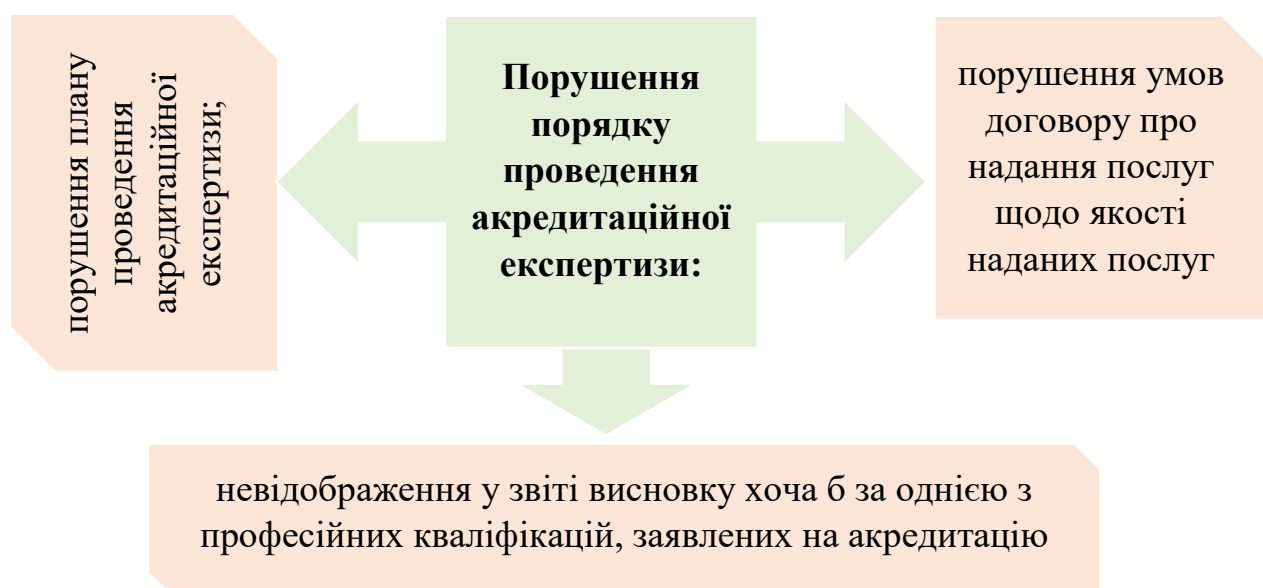 порушення плану
проведення
акредитаційної
експертизи;
Порушення
порядку
проведення
акредитаційної
експертизи:
порушення умов
договору про
надання послуг
щодо якості
наданих послуг
невідображення у звіті висновку хоча б за однією з
професійних кваліфікацій, заявлених на акредитацію